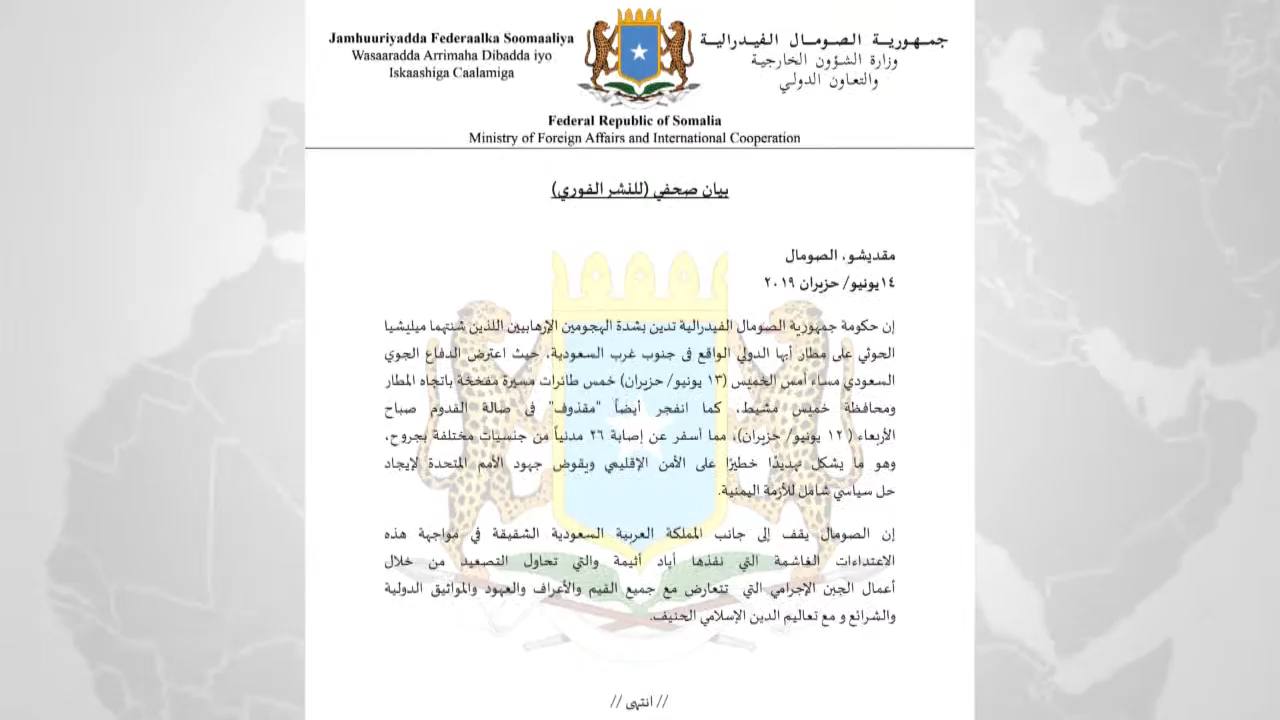 Jamhuuriyadda Federaalka Soomaaliya
Wasaaradda Arrimaha Dibadda iyo
Iskaashiga Caalamiga
جمهورية الصومال الفيدرالية
وزارة الشؤون الخارجية
والتعاون الدولي
Federal Republic of Somalia
Ministry of Foreign Affairs and International Cooperation
بيان صحفي (للنشر الفوري)
مقديشو، الصومال
١٤ يونيو/ حزيران ٢٠١٩
إن حكومة جمهورية الصومال الفيدرالية تدين بشدة الهجومين الإرهابيين اللذين شنتهما ميليشيا
الحوثي على مطار أبها الدولي الواقع فى جنوب غرب السعودية، حيث اعترض الدفاع الجوي
السعودي مساء أمس الخميس (١٣ يونيو/ حزيران) خمس طائرات مسيرة مفخخة باتجاه المطار
ومحافظة خميس مشيط، كما انفجر أيضاً "مقذوف" فى صالة القدوم صباح
الأربعاء ( ١٢ يونيو/ حزيران)، مما أسفر عن إصابة ٢٦ مدنياً من جنسيات مختلفة بجروح،
وهو ما يشكل تهديدًا خطيرًا على الأمن الإقليمي ويقوض جهود الأمم المتحدة لإيجاد
حل سياسي شامل للأزمة اليمنية.
إن الصومال يقف إلى جانب المملكة العربية السعودية الشقيقة في مواجهة هذه
الاعتداءات الغاشمة التي نفذها أياد أثيمة والتي تحاول التصعيد من خلال
أعمال الجبن الإجرامي التي تتعارض مع جميع القيم والأعراف والعهود والمواثيق الدولية
والشرائع و مع تعاليم الدين الإسلامي الحنيف.
// انتهى //